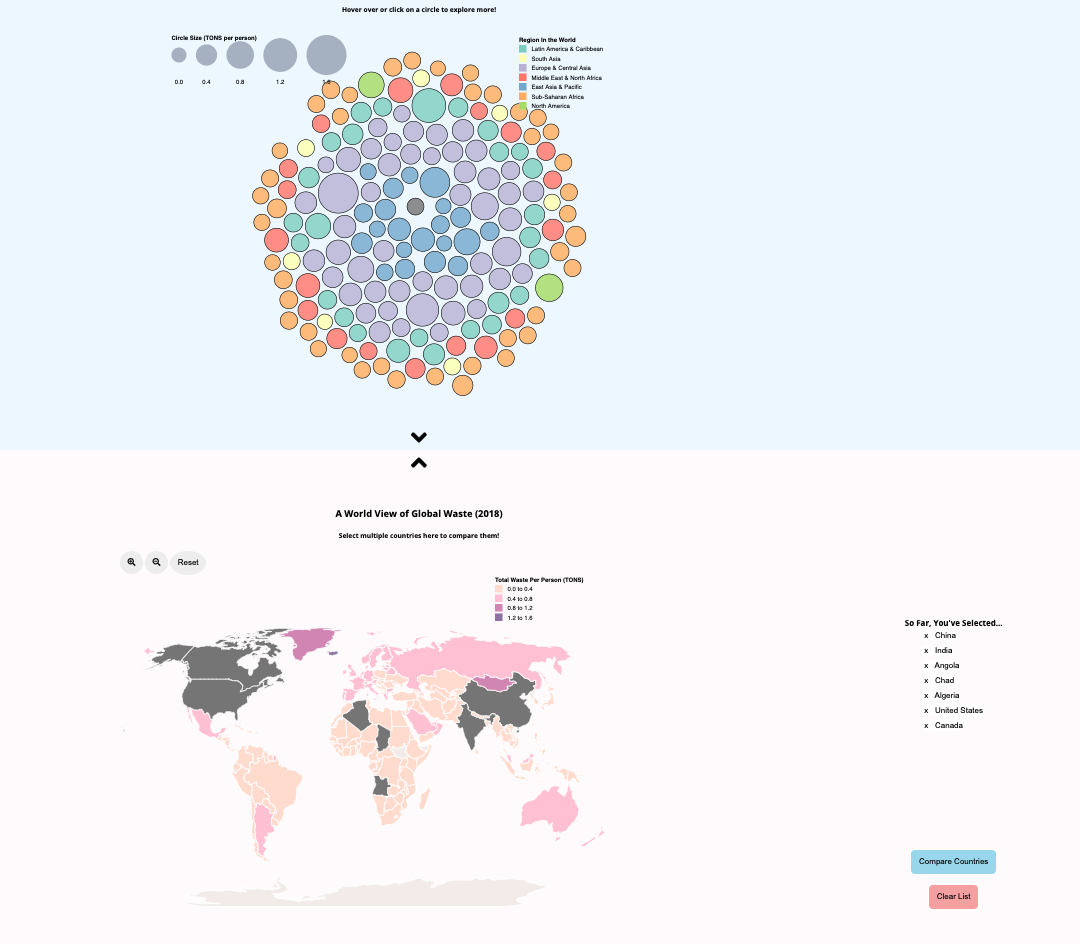 Hover over or click on a circle to explore more!
Circle Size (TONS per person)
0.0 0.4 0.8 1.2 1.6
Region In the World
Latin America & Caribbean
South Asia
Europe & Central Asia
Middle East & North Africa
East Asia & Pacific
Sub-Saharan Africa
North America
A World View of Global Waste (2018)
Select multiple countries here to compare them!
Reset
Total Waste Per Person (TONS)
0.0 to 0.4
0.4 to 0.8
0.8 to 1.2
1.2 to 1.6
So Far, You've Selected...
x China
x India
x Angola
x Chad
x Algeria
x United States
x Canada
Compare Countries
Clear List